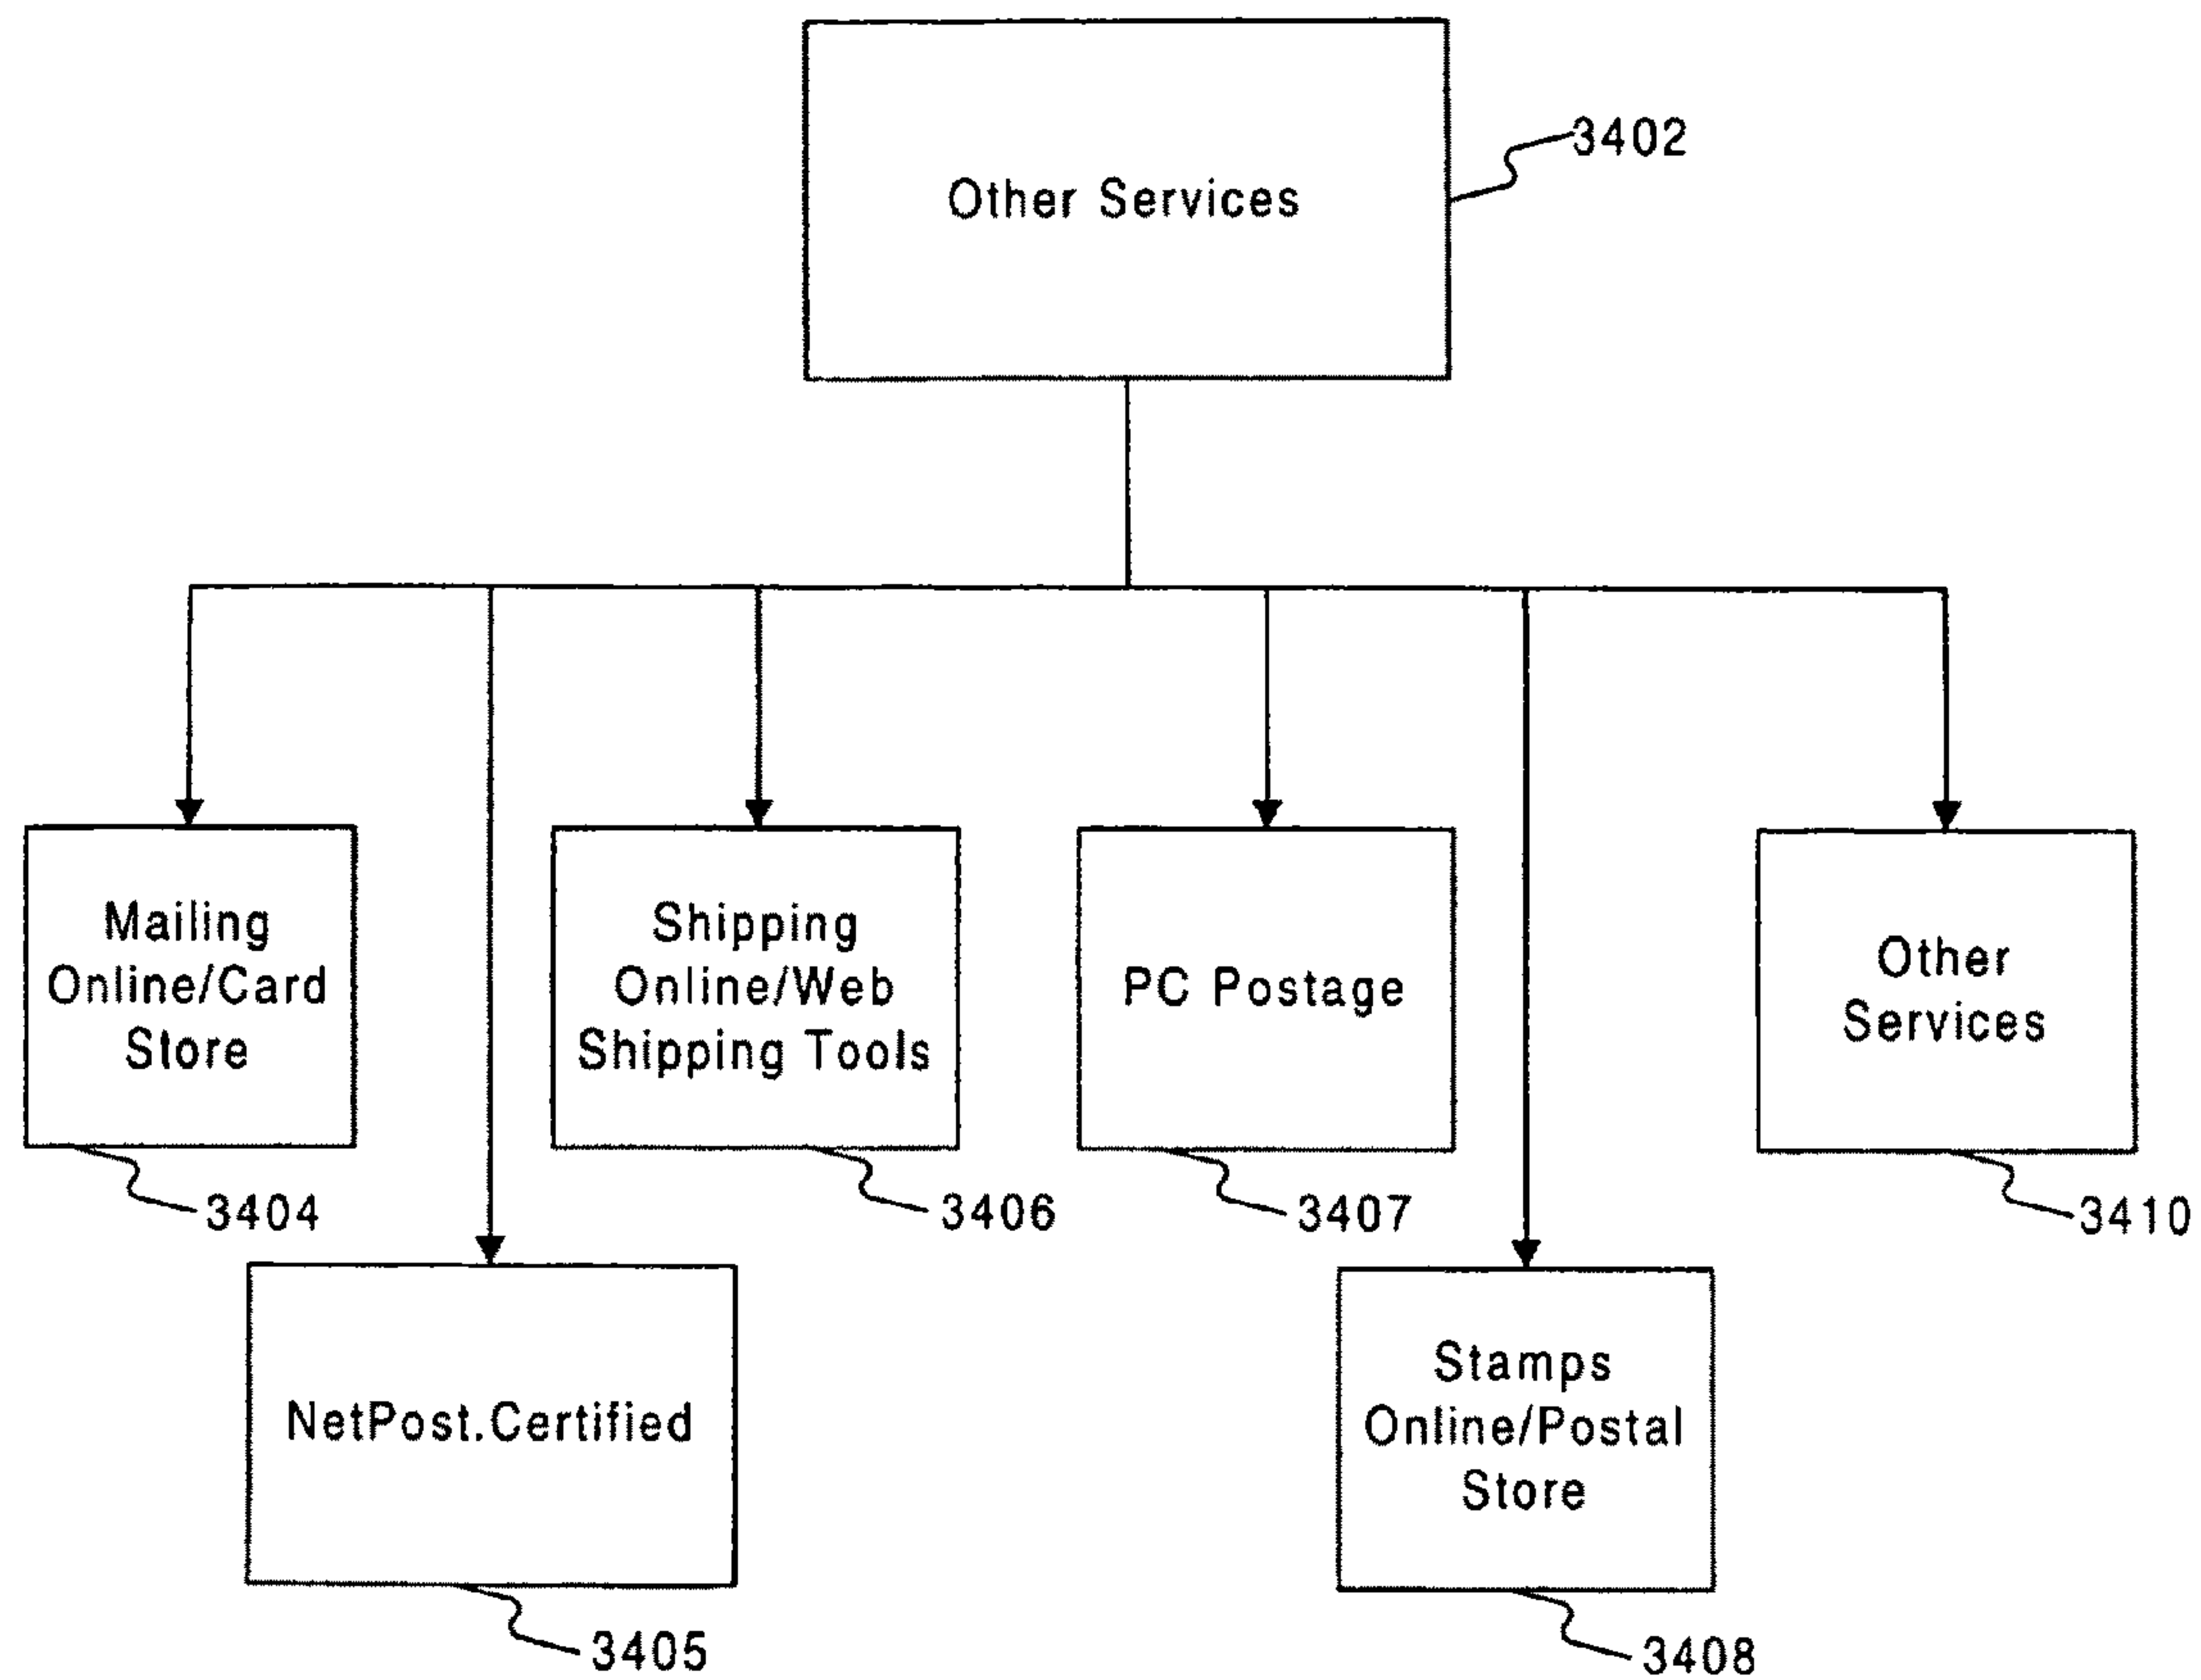 Other Services
3402
Mailing
Online/Card
Store
3404
NetPost.Certified
3405
Shipping
Online/Web
Shipping Tools
3406
PC Postage
3407
Stamps
Online/Postal
Store
3408
Other
Services
3410